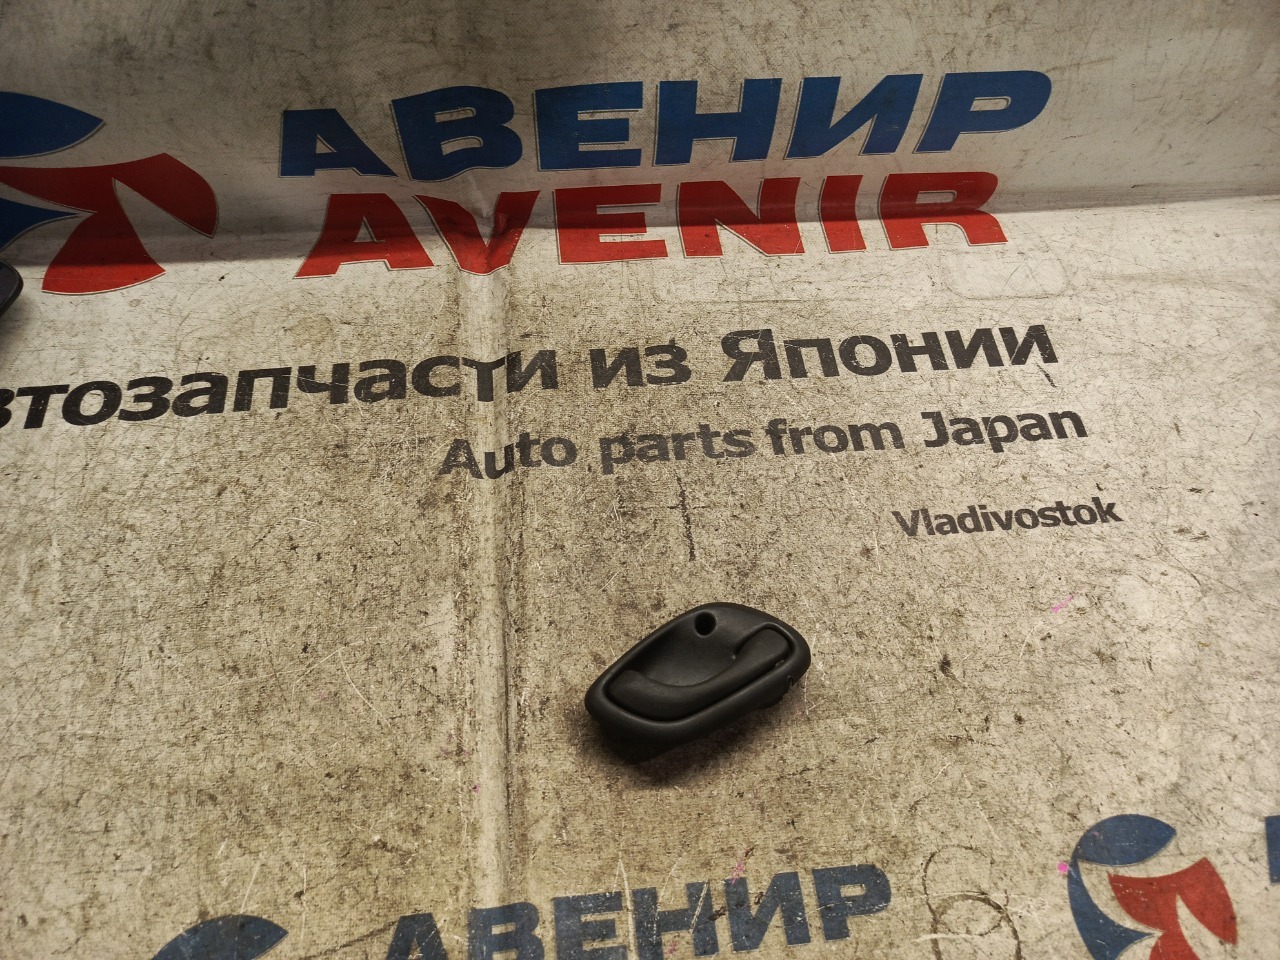 АВЕНИР
AVENIR
втозапчасти из Японии
Auto parts from Japan
Vladivostok
АВЕНИР